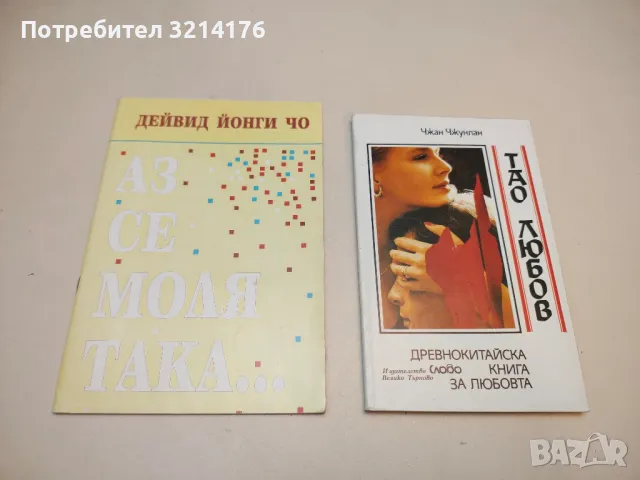 Потребител 3214176
ДЕЙВИД ЙОНГИ ЧО
АЗ
СЕ
МОЛЯ
ТАКА...
Чжан Чжунлан
ТАО ЛЮБОВ
ДРЕВНОКИТАЙСКА
КНИГА
ЗА ЛЮБОВТА
Издателство Слово
Велико Търново
BAZAR